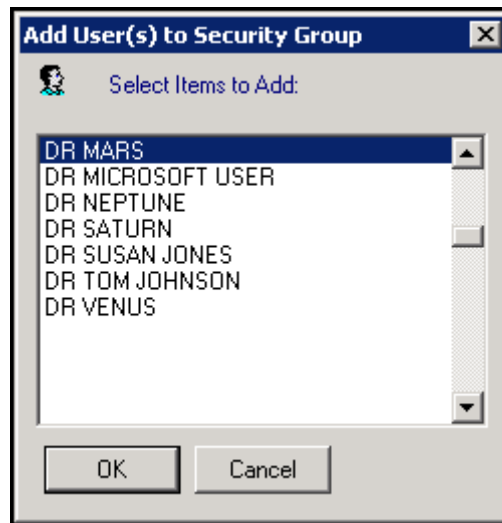 Add User(s) to Security Group
Select Items to Add:
DR MARS
DR MICROSOFT USER
DR NEPTUNE
DR SATURN
DR SUSAN JONES
DR TOM JOHNSON
DR VENUS
OK
Cancel